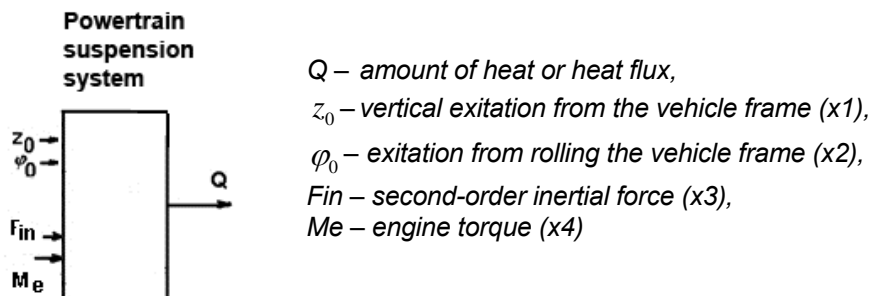 Powertrain
suspension
system
z₀
φ₀
Q
Fin
Me
Q – amount of heat or heat flux,
z₀ – vertical exitation from the vehicle frame (x1),
φ₀ – exitation from rolling the vehicle frame (x2),
Fin – second-order inertial force (x3),
Me – engine torque (x4)